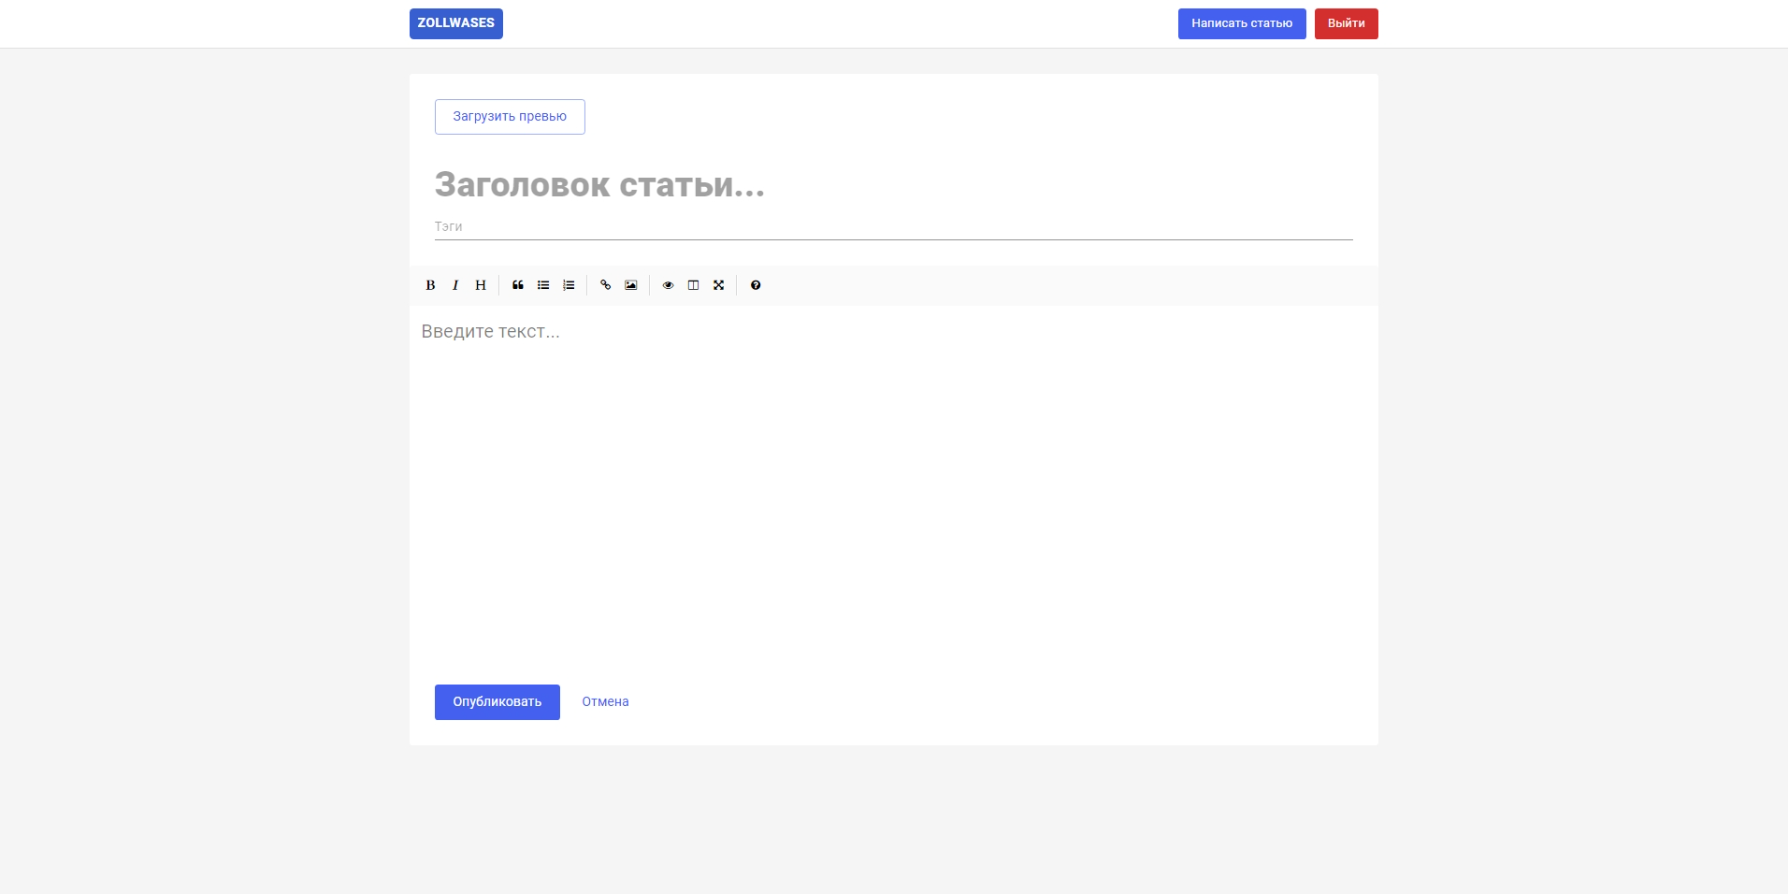 ZOLLWASES
Написать статью
Выйти
Загрузить превью
Заголовок статьи...
Тэги
B I H
Введите текст...
Опубликовать
Отмена